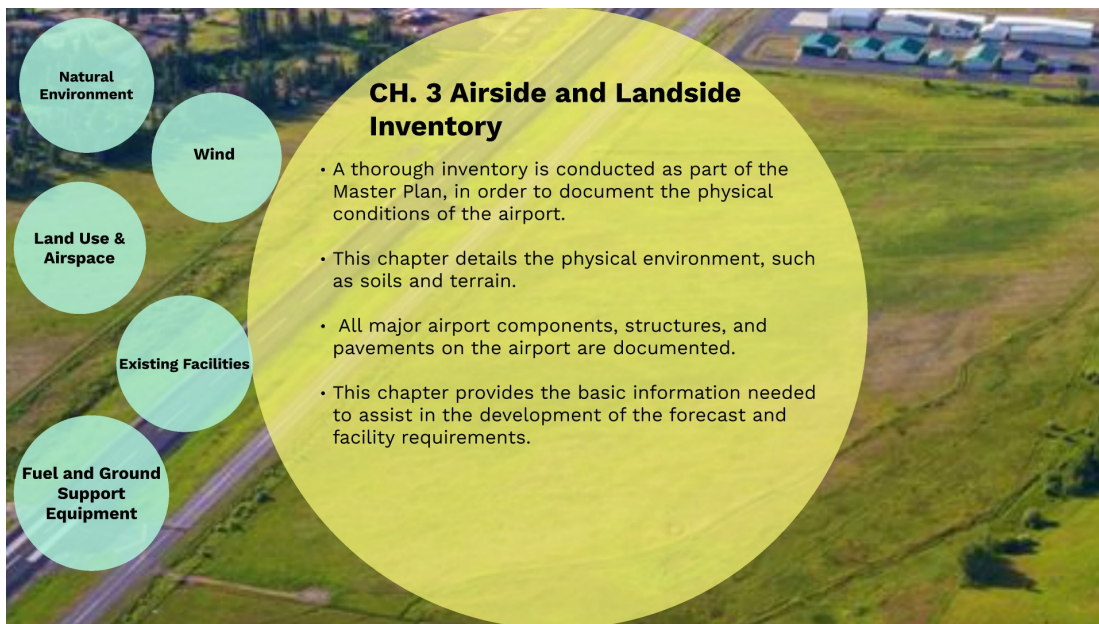 Natural
Environment
Wind
Land Use &
Airspace
Existing Facilities
Fuel and Ground
Support
Equipment
CH. 3 Airside and Landside
Inventory
• A thorough inventory is conducted as part of the
Master Plan, in order to document the physical
conditions of the airport.
• This chapter details the physical environment, such
as soils and terrain.
• All major airport components, structures, and
pavements on the airport are documented.
• This chapter provides the basic information needed
to assist in the development of the forecast and
facility requirements.